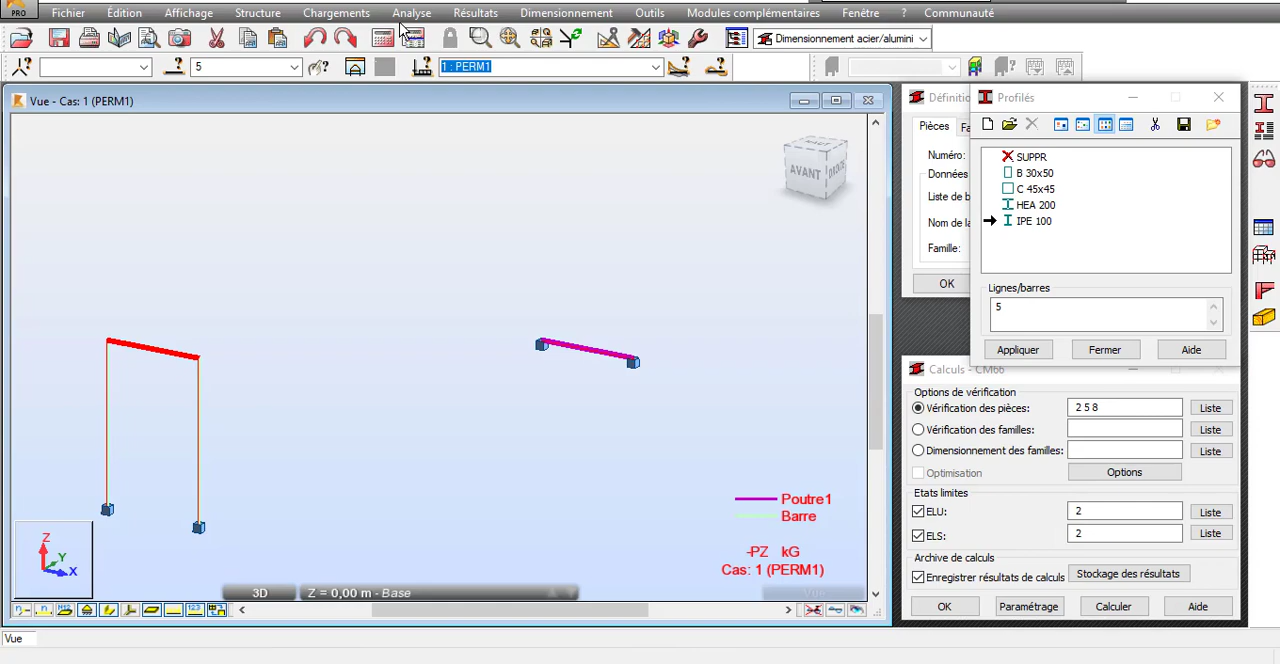 PRO
Fichier Édition Affichage Structure Chargements Analyse Résultats Dimensionnement Outils Modules complémentaires Fenêtre ? Communauté
Dimensionnement acier/alumini
5 1 : PERM1
Vue - Cas: 1 (PERM1)
AVANT
DROITE
Poutre1
Barre
-PZ kG
Cas: 1 (PERM1)
Z
Y
X
3D Z = 0,00 m - Base
Vue
Vue
Définitio
Pièces Fa
Numéro:
Données
Liste de b
Nom de la
Famille:
OK
Profilés
SUPPR
B 30x50
C 45x45
HEA 200
IPE 100
Lignes/barres
5
Appliquer Fermer Aide
Calculs - CM66
Options de vérification
Vérification des pièces: 2 5 8 Liste
Vérification des familles: Liste
Dimensionnement des familles: Liste
Optimisation Options
Etats limites
ELU: 2 Liste
ELS: 2 Liste
Archive de calculs
Enregistrer résultats de calculs Stockage des résultats
OK Paramétrage Calculer Aide